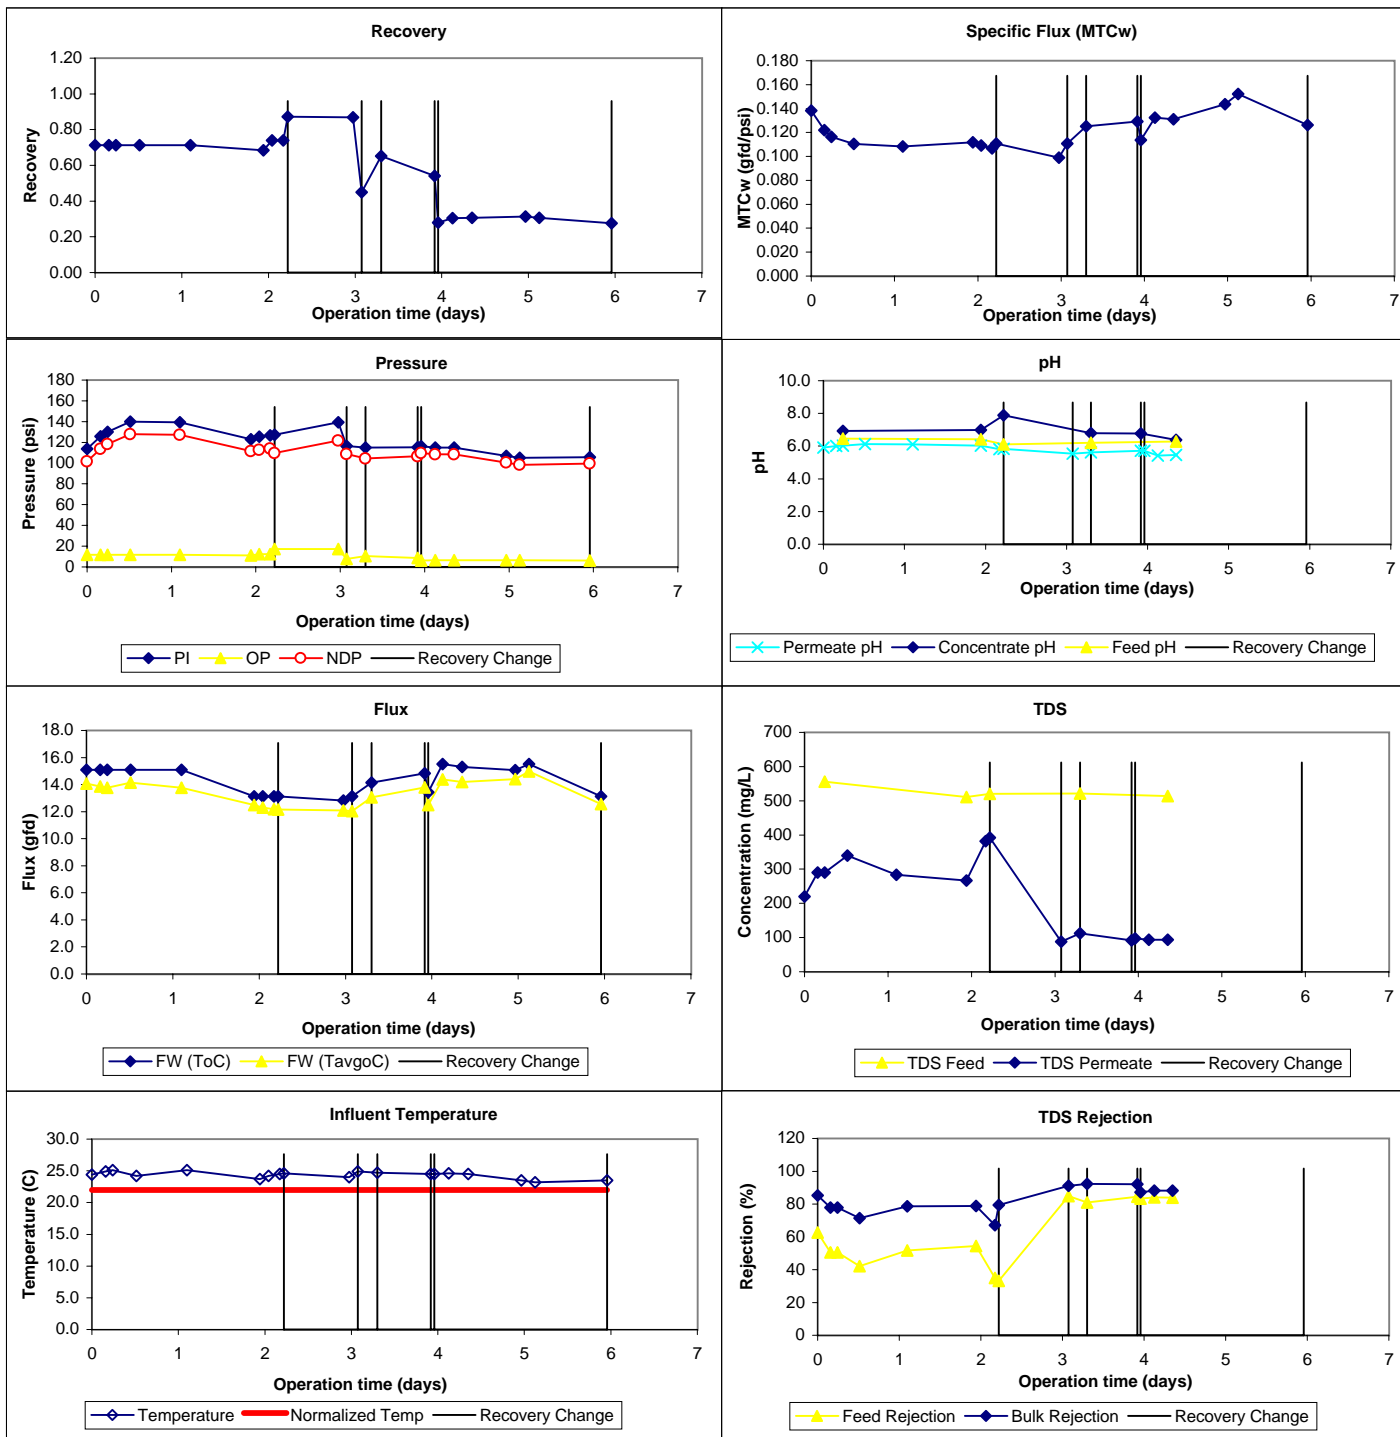 Recovery
1.20
1.00
0.80
0.60
0.40
0.20
0.00
Recovery
0 1 2 3 4 5 6 7
Operation time (days)
Specific Flux (MTCw)
0.180
0.160
0.140
0.120
0.100
0.080
0.060
0.040
0.020
0.000
MTCw (gfd/psi)
0 1 2 3 4 5 6 7
Operation time (days)
Pressure
180
160
140
120
100
80
60
40
20
0
Pressure (psi)
0 1 2 3 4 5 6 7
Operation time (days)
PI OP NDP Recovery Change
pH
10.0
8.0
6.0
4.0
2.0
0.0
pH
0 1 2 3 4 5 6 7
Operation time (days)
Permeate pH Concentrate pH Feed pH Recovery Change
Flux
18.0
16.0
14.0
12.0
10.0
8.0
6.0
4.0
2.0
0.0
Flux (gfd)
0 1 2 3 4 5 6 7
Operation time (days)
FW (ToC) FW (TavgoC) Recovery Change
TDS
700
600
500
400
300
200
100
0
Concentration (mg/L)
0 1 2 3 4 5 6 7
Operation time (days)
TDS Feed TDS Permeate Recovery Change
Influent Temperature
30.0
25.0
20.0
15.0
10.0
5.0
0.0
Temperature (C)
0 1 2 3 4 5 6 7
Operation time (days)
Temperature Normalized Temp Recovery Change
TDS Rejection
120
100
80
60
40
20
0
Rejection (%)
0 1 2 3 4 5 6 7
Operation time (days)
Feed Rejection Bulk Rejection Recovery Change